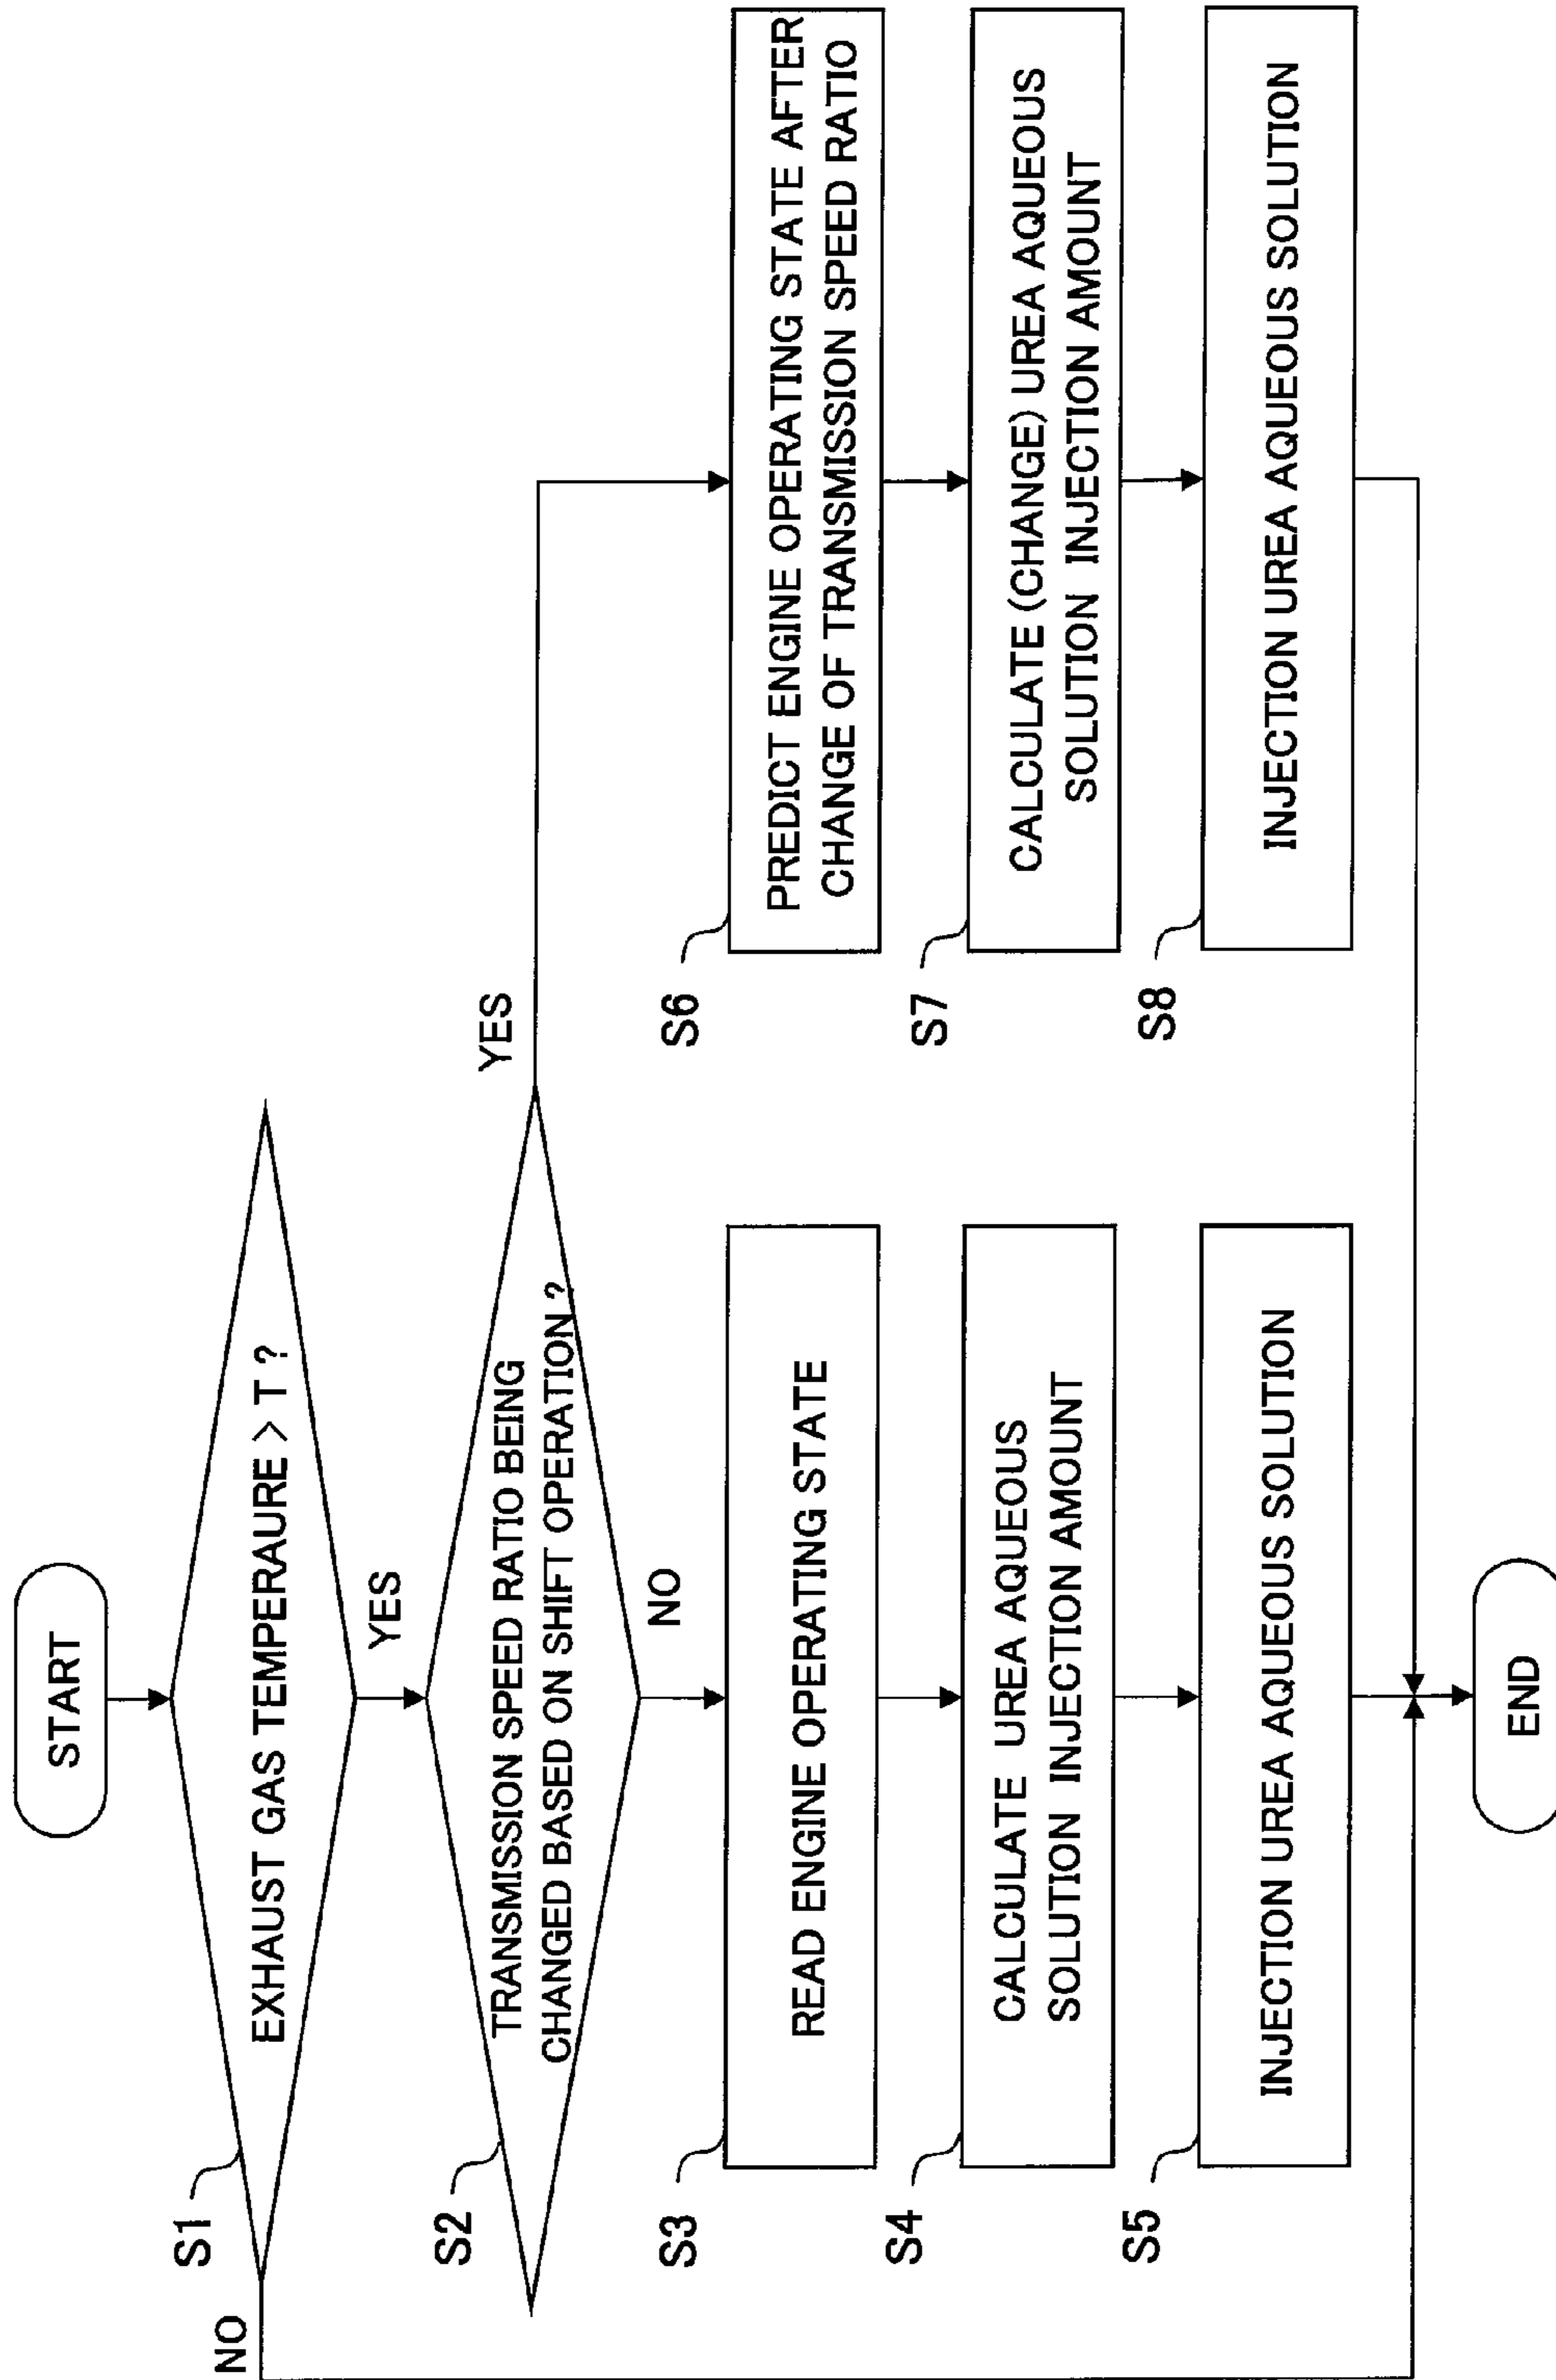 START
S1
EXHAUST GAS TEMPERAURE > T ?
NO
YES
S2
TRANSMISSION SPEED RATIO BEING
CHANGED BASED ON SHIFT OPERATION ?
YES
NO
S3
READ ENGINE OPERATING STATE
S4
CALCULATE UREA AQUEOUS
SOLUTION INJECTION AMOUNT
S5
INJECTION UREA AQUEOUS SOLUTION
S6
PREDICT ENGINE OPERATING STATE AFTER
CHANGE OF TRANSMISSION SPEED RATIO
S7
CALCULATE (CHANGE) UREA AQUEOUS
SOLUTION INJECTION AMOUNT
S8
INJECTION UREA AQUEOUS SOLUTION
END